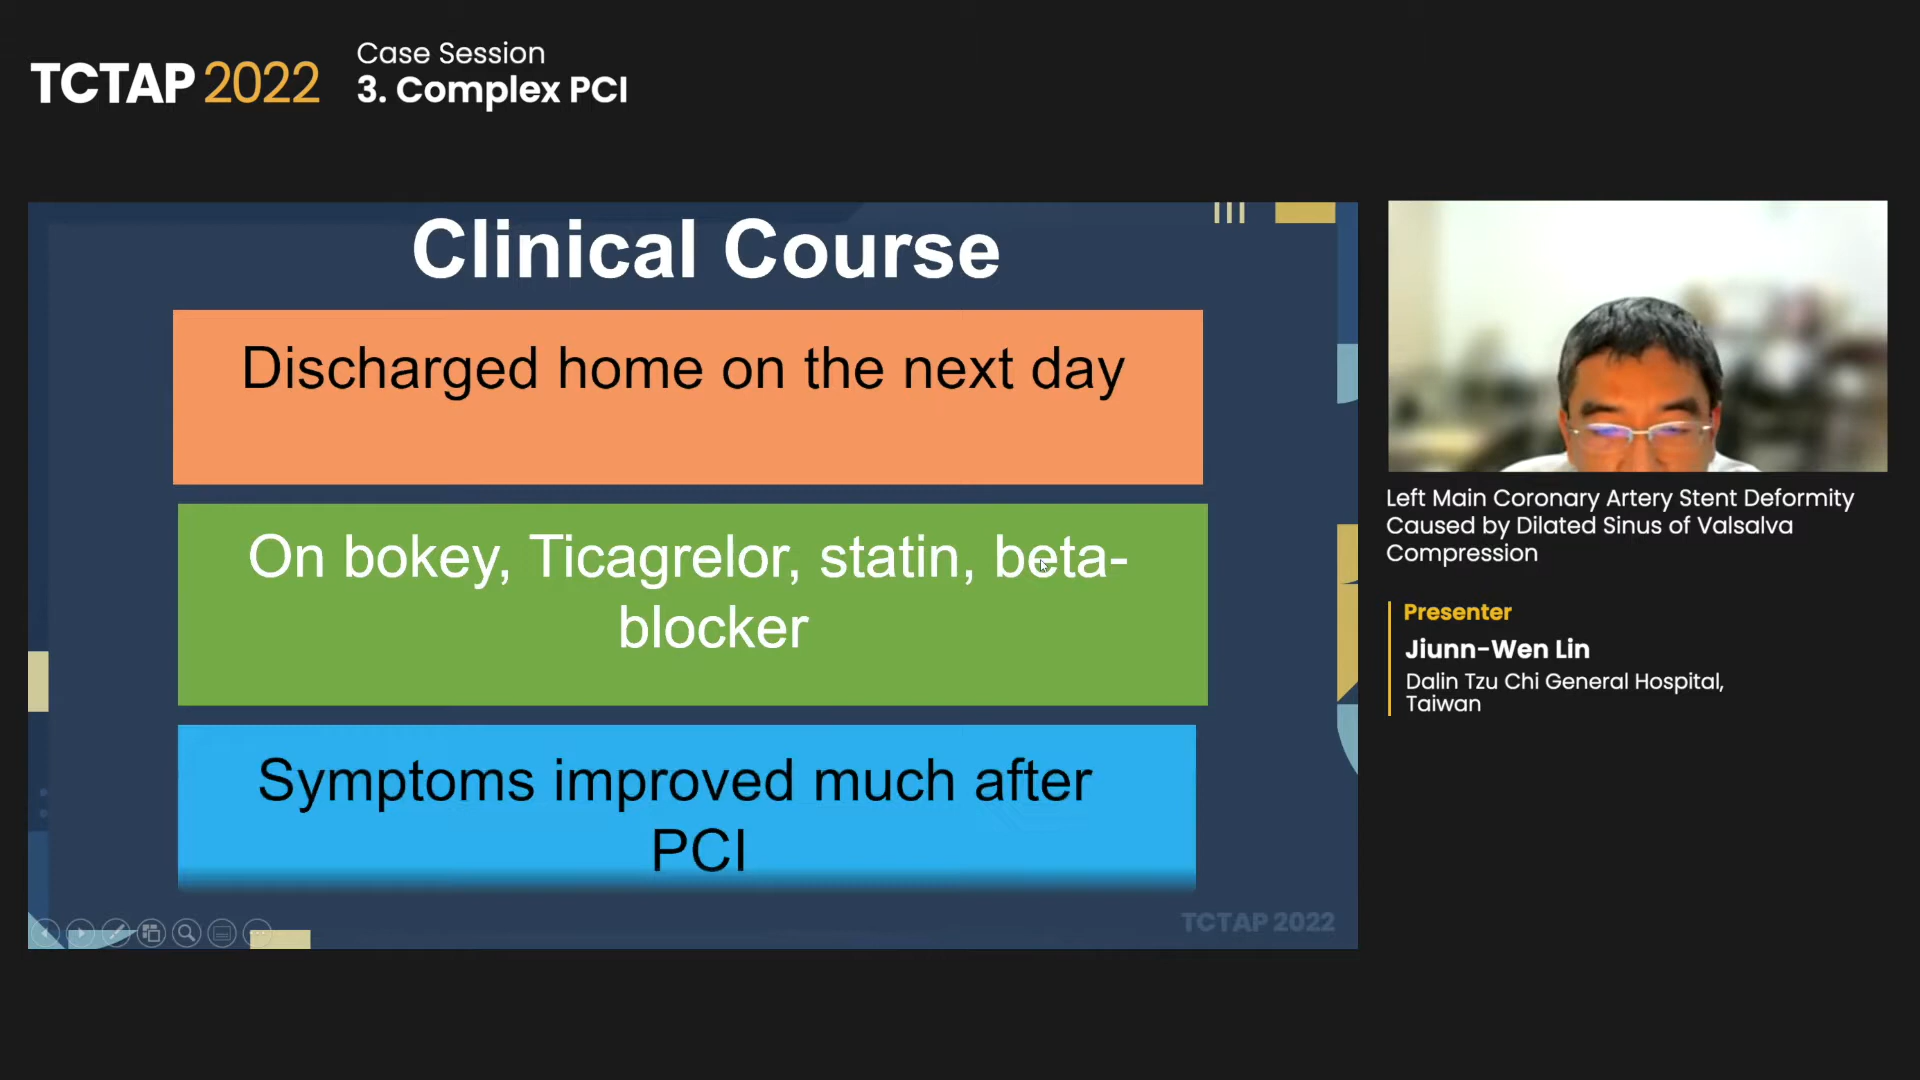 TCTAP 2022
Case Session
3. Complex PCI
Clinical Course
Discharged home on the next day
On bokey, Ticagrelor, statin, beta-
blocker
Symptoms improved much after
PCI
TCTAP 2022
Left Main Coronary Artery Stent Deformity
Caused by Dilated Sinus of Valsalva
Compression
Presenter
Jiunn-Wen Lin
Dalin Tzu Chi General Hospital,
Taiwan